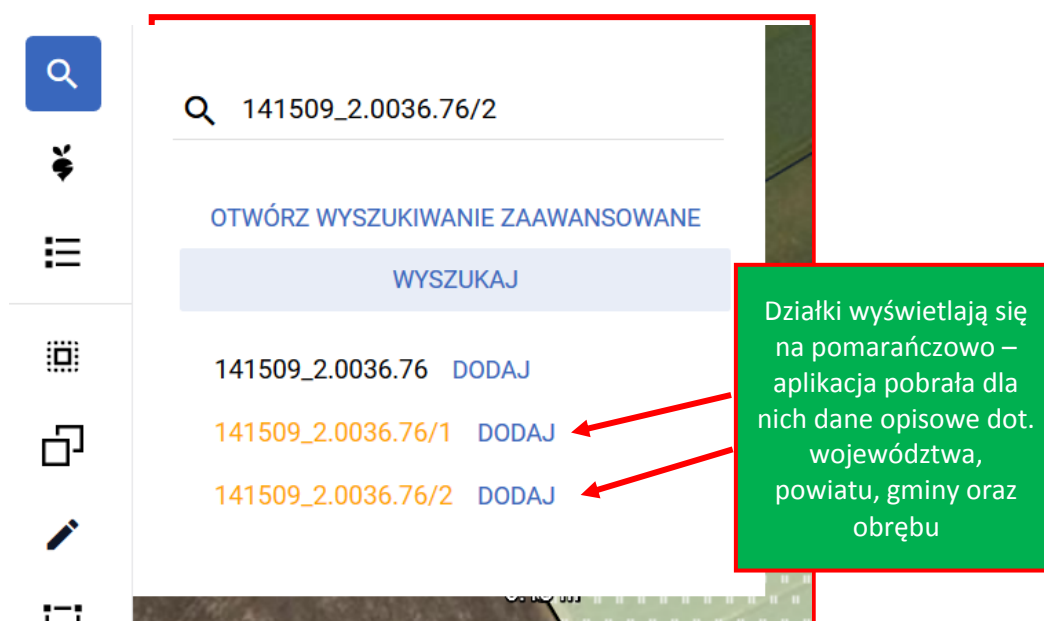 141509_2.0036.76/2
OTWÓRZ WYSZUKIWANIE ZAAWANSOWANE
WYSZUKAJ
141509_2.0036.76 DODAJ
141509_2.0036.76/1 DODAJ
141509_2.0036.76/2 DODAJ
Działki wyświetlają się
na pomarańczowo –
aplikacja pobrała dla
nich dane opisowe dot.
województwa,
powiatu, gminy oraz
obrębu